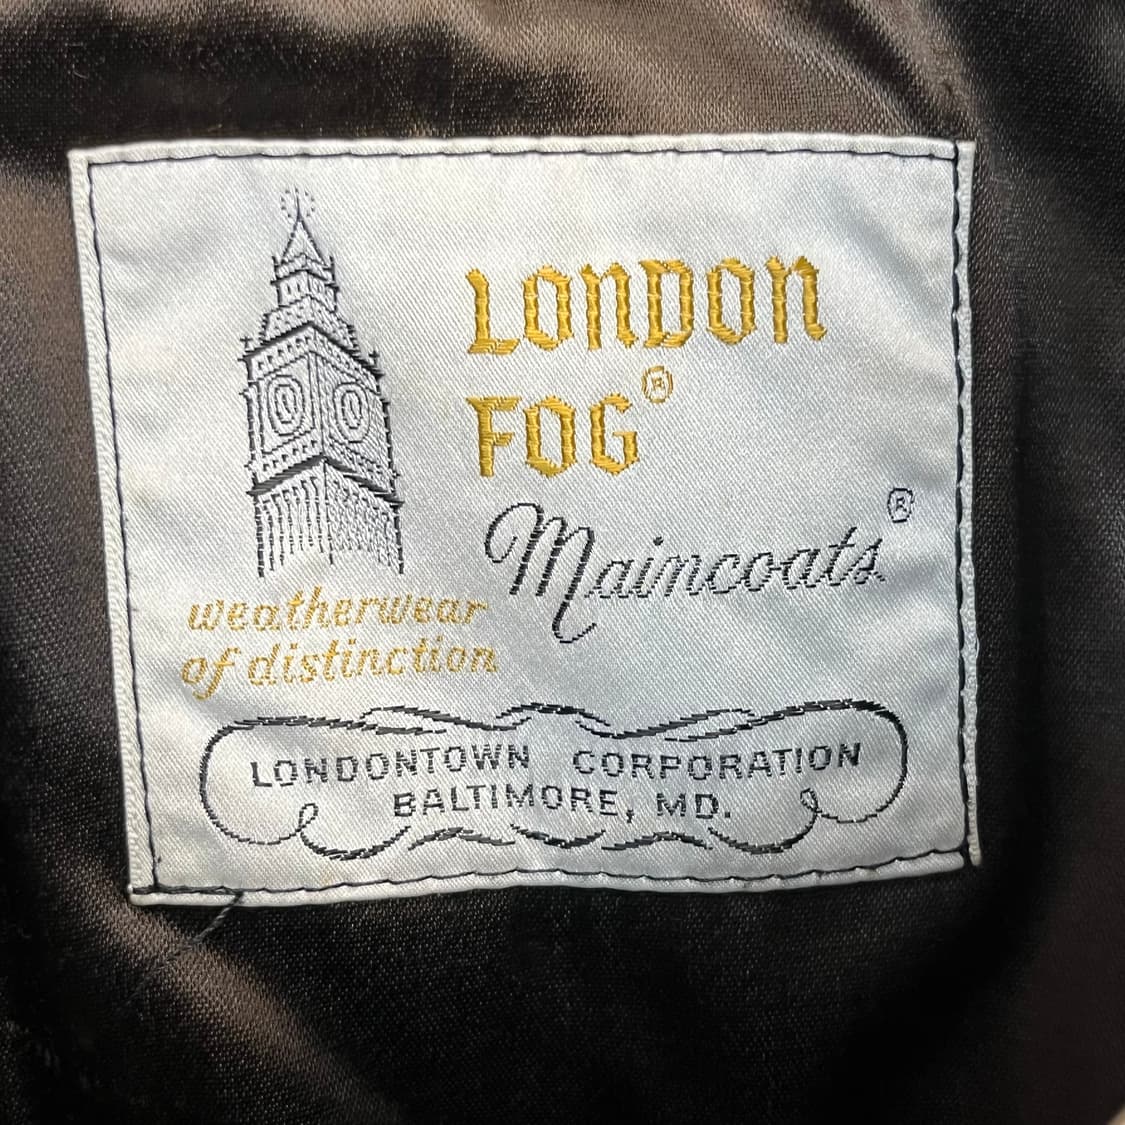 LONDON
FOG®
Maincoats®
weatherwear
of distinction
LONDONTOWN CORPORATION
BALTIMORE, MD.